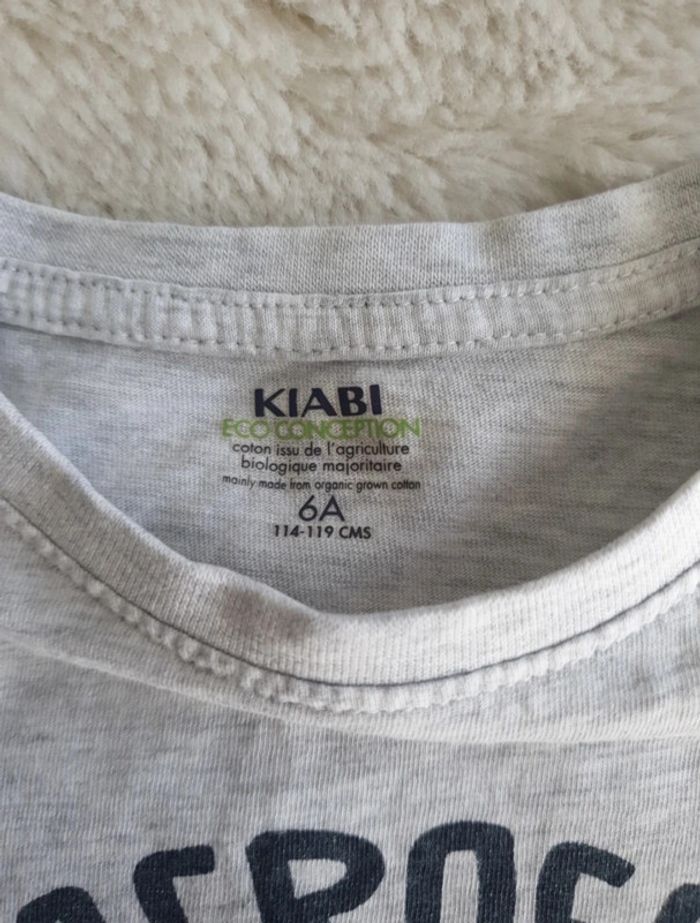 KIABI
ECO CONCEPTION
coton issu de l'agriculture
biologique majoritaire
mainly made from organic grown cotton
6A
114-119 CMS